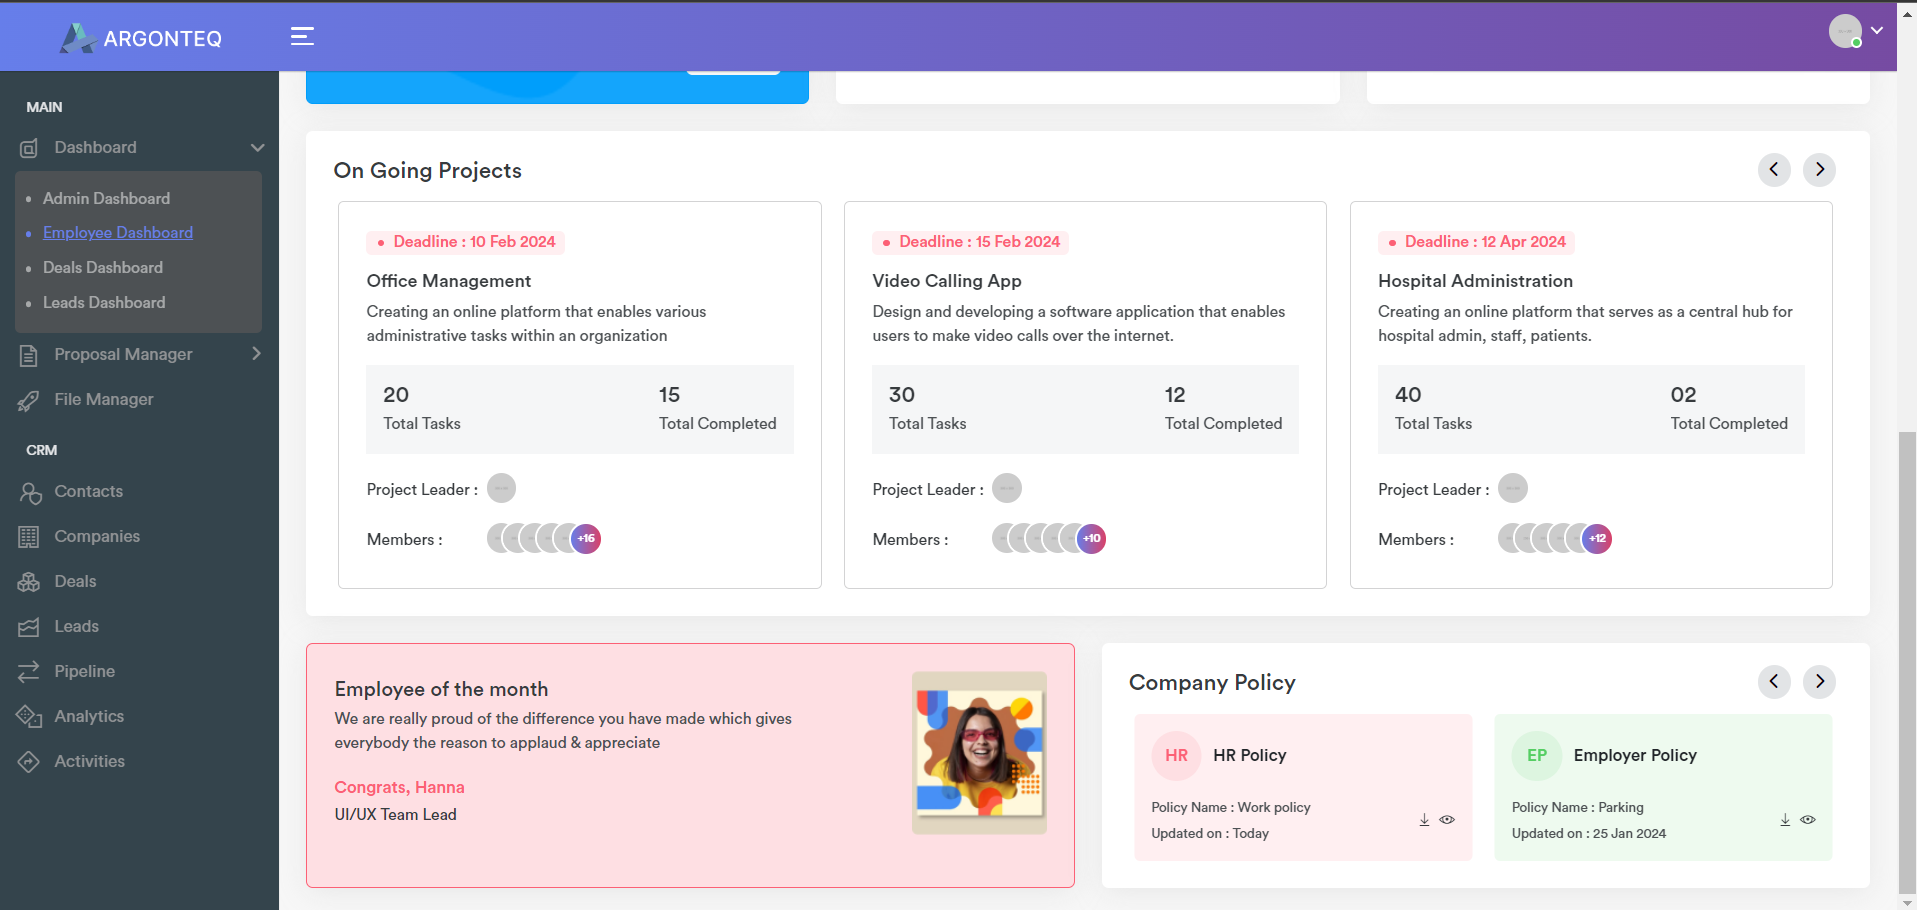 ARGONTEQ
MAIN
Dashboard
Admin Dashboard
Employee Dashboard
Deals Dashboard
Leads Dashboard
Proposal Manager
File Manager
CRM
Contacts
Companies
Deals
Leads
Pipeline
Analytics
Activities
On Going Projects
Deadline : 10 Feb 2024
Office Management
Creating an online platform that enables various
administrative tasks within an organization
20
Total Tasks
15
Total Completed
Project Leader :
Members :
+16
Deadline : 15 Feb 2024
Video Calling App
Design and developing a software application that enables
users to make video calls over the internet.
30
Total Tasks
12
Total Completed
Project Leader :
Members :
+10
Deadline : 12 Apr 2024
Hospital Administration
Creating an online platform that serves as a central hub for
hospital admin, staff, patients.
40
Total Tasks
02
Total Completed
Project Leader :
Members :
+12
Employee of the month
We are really proud of the difference you have made which gives
everybody the reason to applaud & appreciate
Congrats, Hanna
UI/UX Team Lead
Company Policy
HR
HR Policy
Policy Name : Work policy
Updated on : Today
EP
Employer Policy
Policy Name : Parking
Updated on : 25 Jan 2024